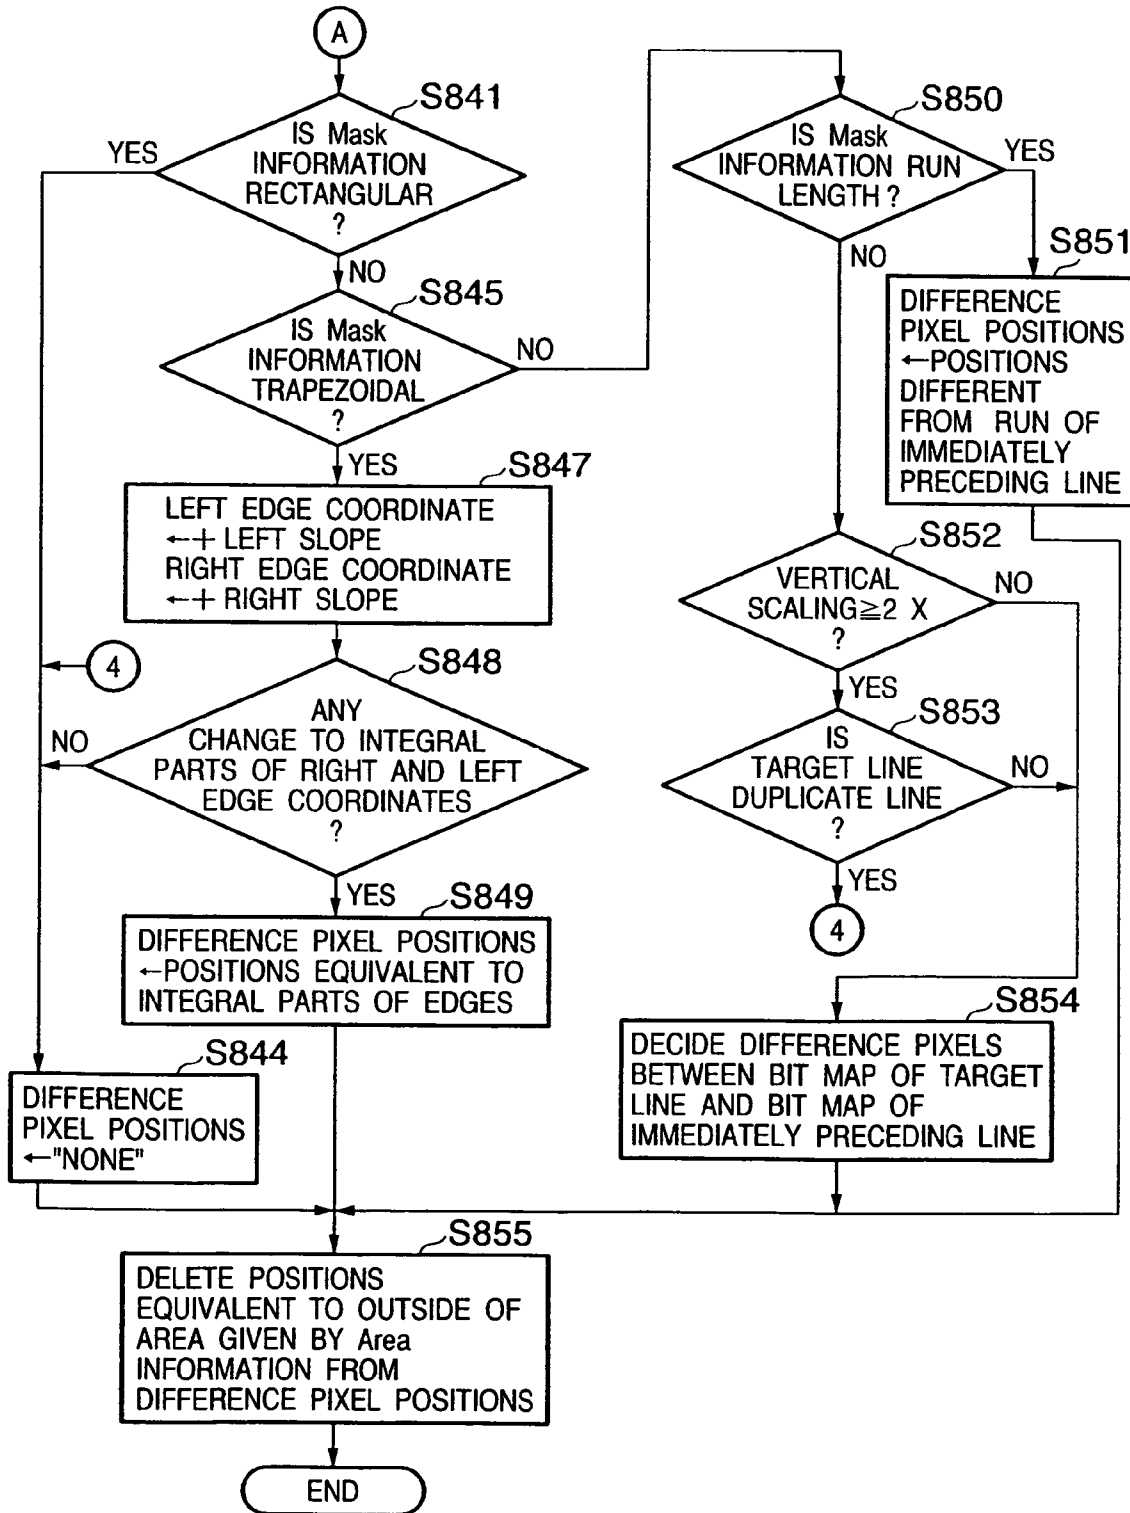 A
S841
IS Mask
INFORMATION
RECTANGULAR
?
YES
NO
S845
IS Mask
INFORMATION
TRAPEZOIDAL
?
NO
YES
S847
LEFT EDGE COORDINATE
←+ LEFT SLOPE
RIGHT EDGE COORDINATE
←+ RIGHT SLOPE
4
S848
ANY
CHANGE TO INTEGRAL
PARTS OF RIGHT AND LEFT
EDGE COORDINATES
?
NO
YES
S849
DIFFERENCE PIXEL POSITIONS
←POSITIONS EQUIVALENT TO
INTEGRAL PARTS OF EDGES
S844
DIFFERENCE
PIXEL POSITIONS
←"NONE"
S850
IS Mask
INFORMATION RUN
LENGTH ?
YES
NO
S851
DIFFERENCE
PIXEL POSITIONS
←POSITIONS
DIFFERENT
FROM RUN OF
IMMEDIATELY
PRECEDING LINE
S852
VERTICAL
SCALING≧2 X
?
NO
YES
S853
IS
TARGET LINE
DUPLICATE LINE
?
NO
YES
4
S854
DECIDE DIFFERENCE PIXELS
BETWEEN BIT MAP OF TARGET
LINE AND BIT MAP OF
IMMEDIATELY PRECEDING LINE
S855
DELETE POSITIONS
EQUIVALENT TO OUTSIDE OF
AREA GIVEN BY Area
INFORMATION FROM
DIFFERENCE PIXEL POSITIONS
END